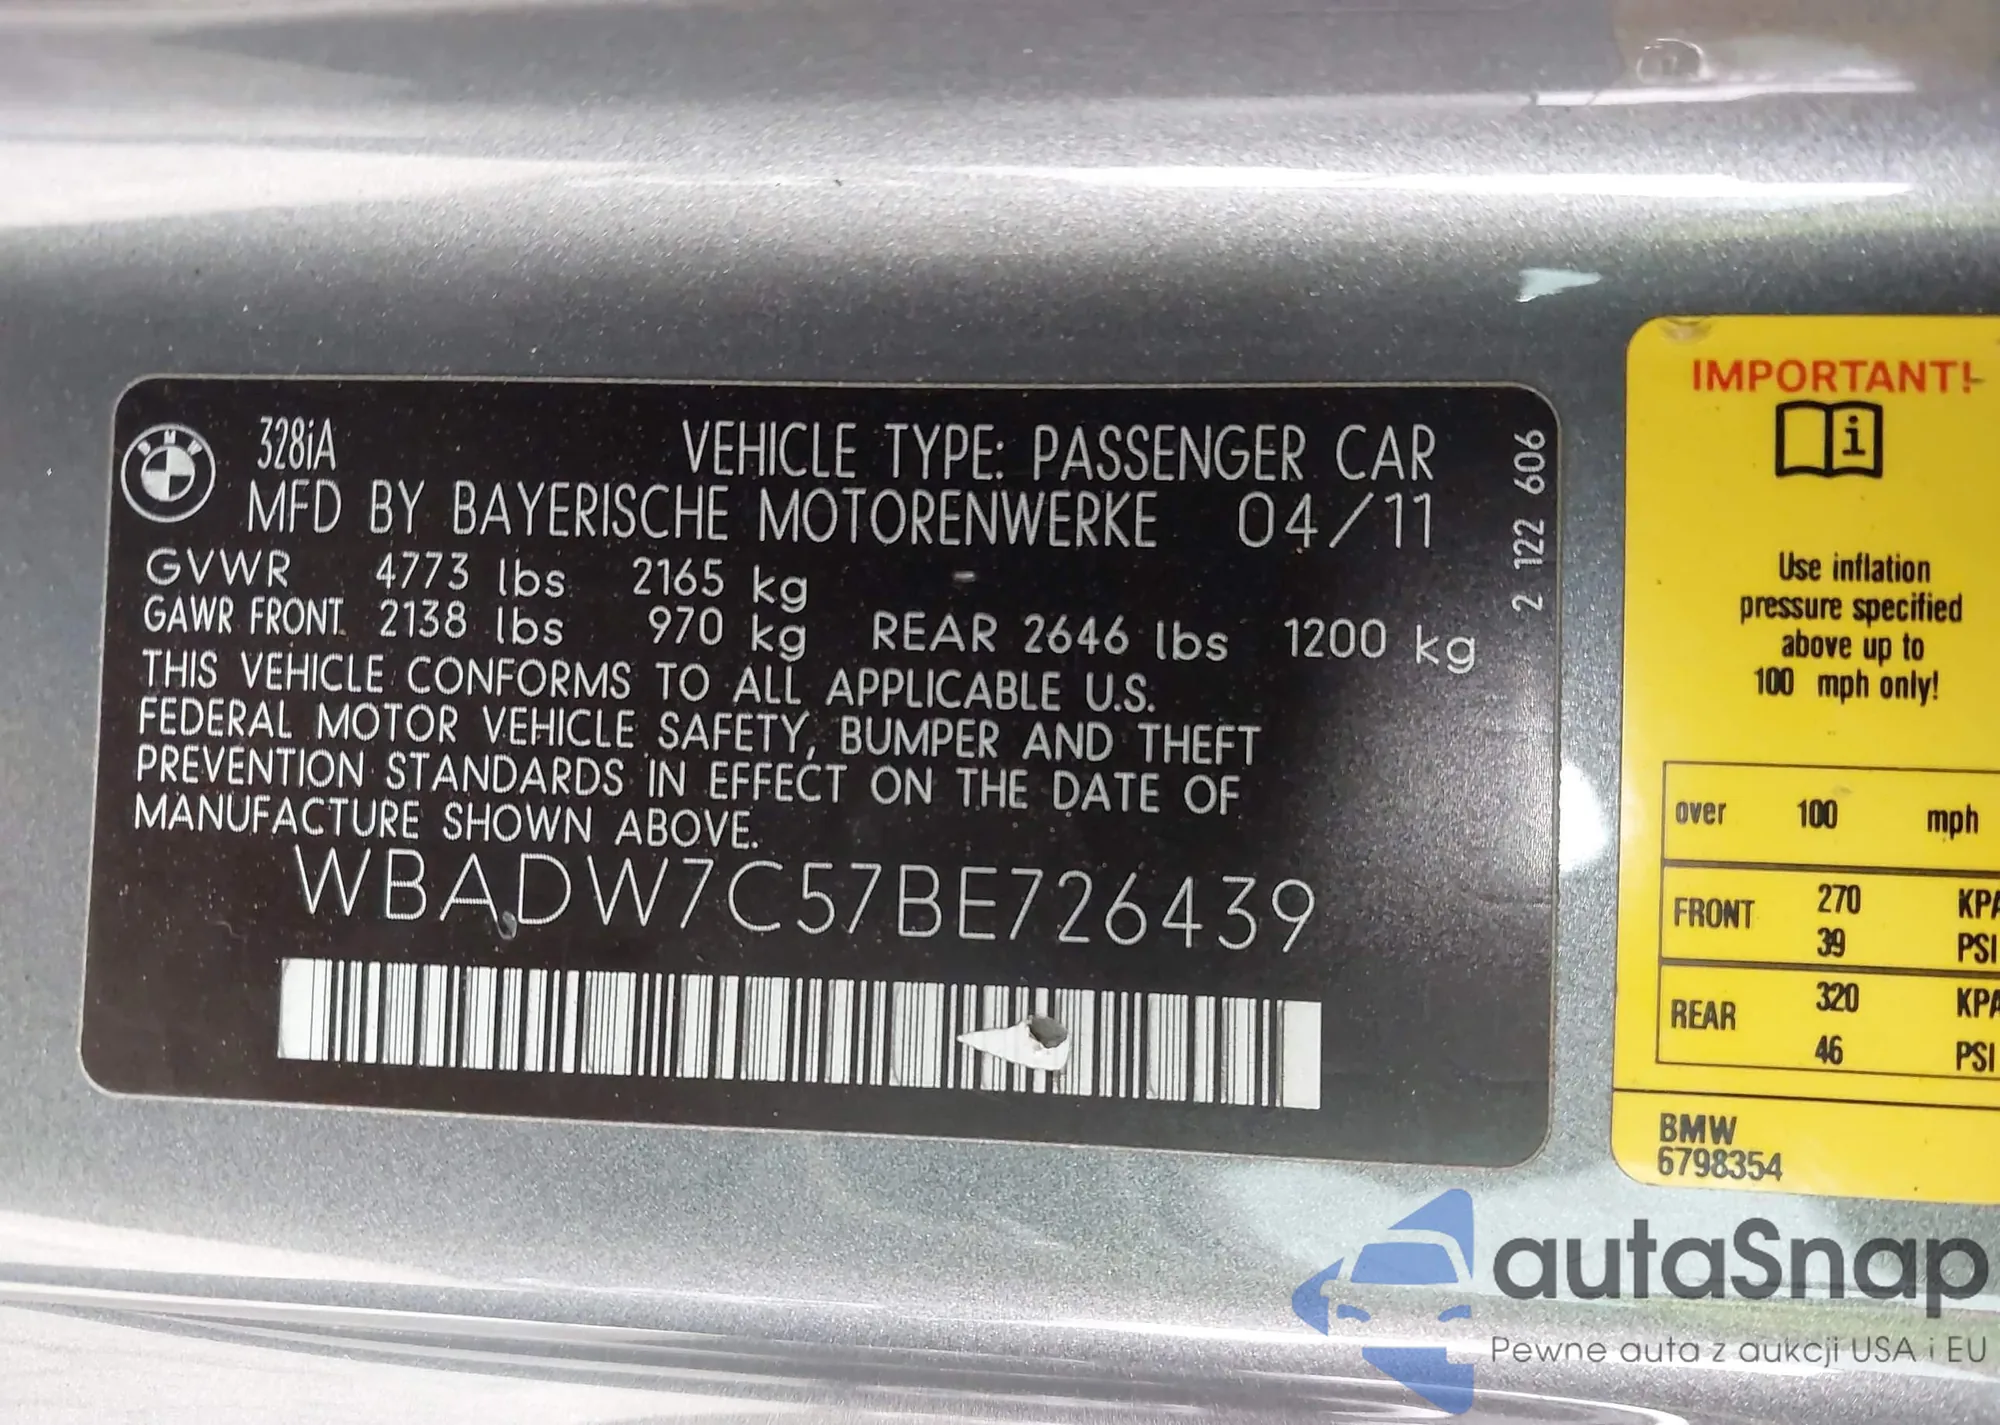 BMW
328iA VEHICLE TYPE: PASSENGER CAR
MFD BY BAYERISCHE MOTORENWERKE 04/11
GVWR 4773 lbs 2165 kg
GAWR FRONT 2138 lbs 970 kg REAR 2646 lbs 1200 kg
THIS VEHICLE CONFORMS TO ALL APPLICABLE U.S.
FEDERAL MOTOR VEHICLE SAFETY, BUMPER AND THEFT
PREVENTION STANDARDS IN EFFECT ON THE DATE OF
MANUFACTURE SHOWN ABOVE.
WBADW7C57BE726439
2 122 606
IMPORTANT!
i
Use inflation
pressure specified
above up to
100 mph only!
over 100 mph
FRONT 270 KPA
39 PSI
REAR 320 KPA
46 PSI
BMW
6798354
autaSnap
Pewne auta z aukcji USA i EU